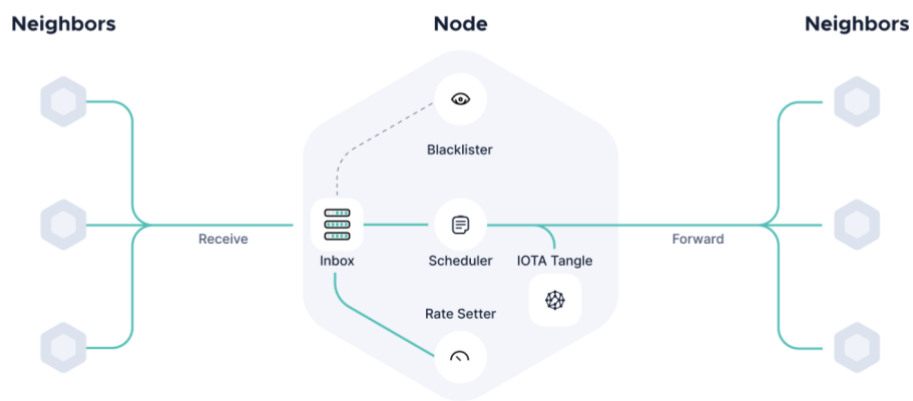 Neighbors
Node
Neighbors
Blacklister
Receive
Forward
Inbox
Scheduler
IOTA Tangle
Rate Setter